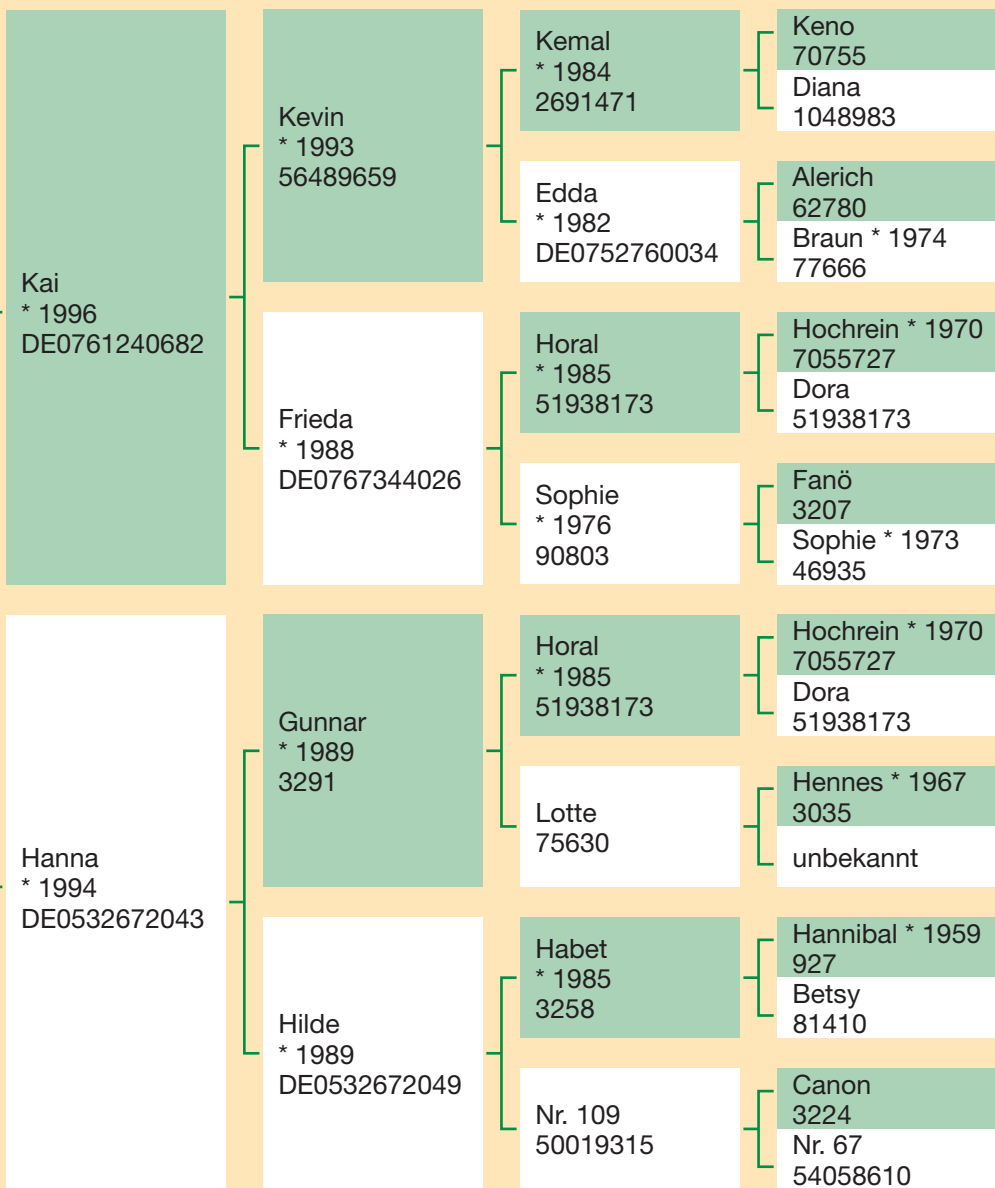 Kai
* 1996
DE0761240682
Kevin
* 1993
56489659
Kemal
* 1984
2691471
Keno
70755
Diana
1048983
Edda
* 1982
DE0752760034
Alerich
62780
Braun * 1974
77666
Frieda
* 1988
DE0767344026
Horal
* 1985
51938173
Hochrein * 1970
7055727
Dora
51938173
Sophie
* 1976
90803
Fanö
3207
Sophie * 1973
46935
Hanna
* 1994
DE0532672043
Gunnar
* 1989
3291
Horal
* 1985
51938173
Hochrein * 1970
7055727
Dora
51938173
Lotte
75630
Hennes * 1967
3035
unbekannt
Hilde
* 1989
DE0532672049
Habet
* 1985
3258
Hannibal * 1959
927
Betsy
81410
Nr. 109
50019315
Canon
3224
Nr. 67
54058610